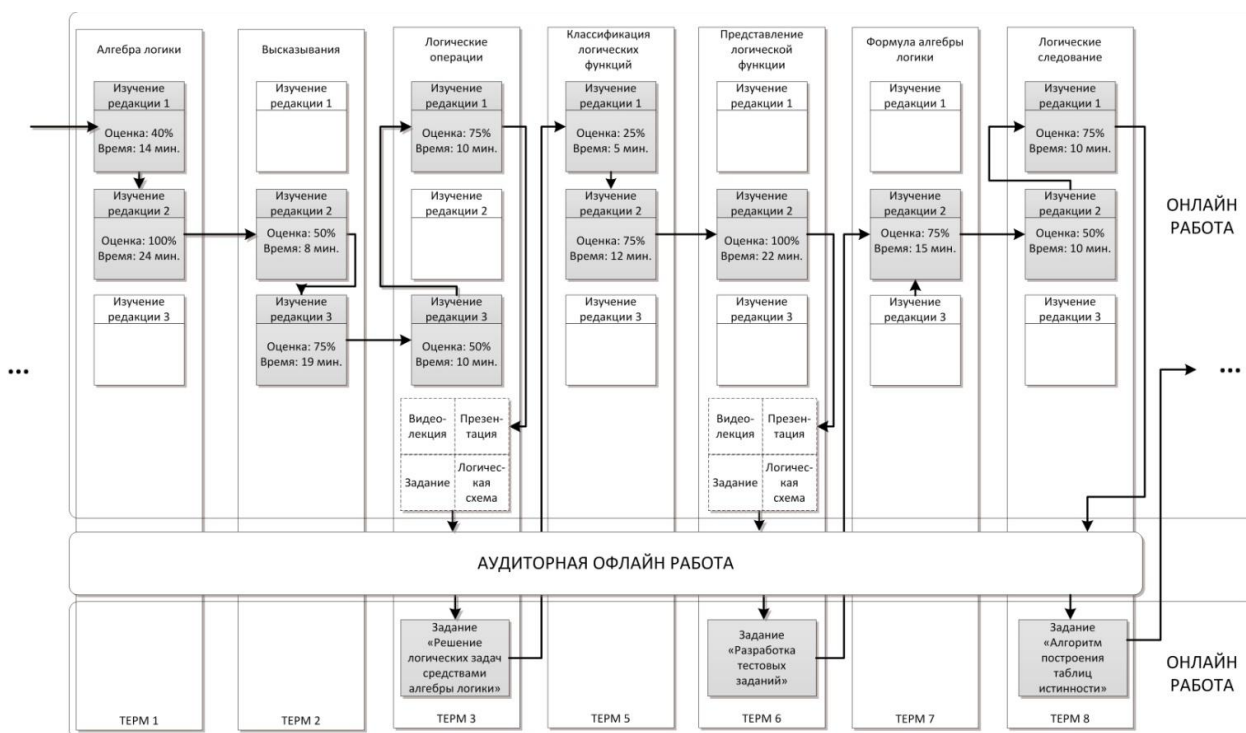 Алгебра логики
Изучение
редакции 1
Оценка: 40%
Время: 14 мин.
Изучение
редакции 2
Оценка: 100%
Время: 24 мин.
Изучение
редакции 3
ТЕРМ 1
Высказывания
Изучение
редакции 1
Изучение
редакции 2
Оценка: 50%
Время: 8 мин.
Изучение
редакции 3
Оценка: 75%
Время: 19 мин.
ТЕРМ 2
Логические
операции
Изучение
редакции 1
Оценка: 75%
Время: 10 мин.
Изучение
редакции 2
Изучение
редакции 3
Оценка: 50%
Время: 10 мин.
Видео-
лекция
Презен-
тация
Задание
Логичес-
кая
схема
Задание
«Решение
логических задач
средствами
алгебры логики»
ТЕРМ 3
Классификация
логических
функций
Изучение
редакции 1
Оценка: 25%
Время: 5 мин.
Изучение
редакции 2
Оценка: 75%
Время: 12 мин.
Изучение
редакции 3
ТЕРМ 5
Представление
логической
функции
Изучение
редакции 1
Изучение
редакции 2
Оценка: 100%
Время: 22 мин.
Изучение
редакции 3
Видео-
лекция
Презен-
тация
Задание
Логичес-
кая
схема
Задание
«Разработка
тестовых
заданий»
ТЕРМ 6
Формула алгебры
логики
Изучение
редакции 1
Изучение
редакции 2
Оценка: 75%
Время: 15 мин.
Изучение
редакции 3
ТЕРМ 7
Логические
следование
Изучение
редакции 1
Оценка: 75%
Время: 10 мин.
Изучение
редакции 2
Оценка: 50%
Время: 10 мин.
Изучение
редакции 3
Задание
«Алгоритм
построения
таблиц
истинности»
ТЕРМ 8
ОНЛАЙН
РАБОТА
...
...
АУДИТОРНАЯ ОФЛАЙН РАБОТА
ОНЛАЙН
РАБОТА